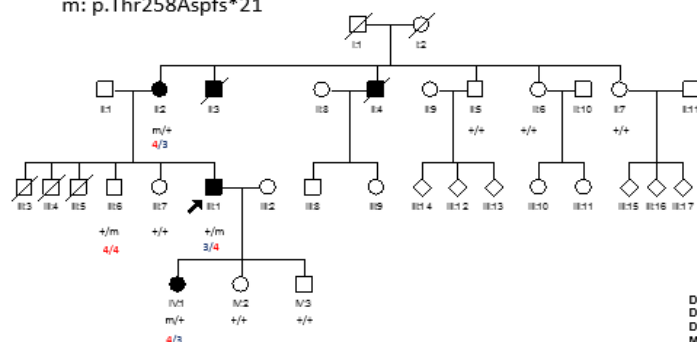 m: p.Thr258Aspfs*21
I:1 I:2
II:1 II:2 II:3 II:8 II:4 II:9 II:5 II:6 II:10 II:7 II:11
m/+ +/+ +/+ +/+
4/3
III:3 III:4 III:5 III:6 III:7 III:1 III:2 III:8 III:9 III:14 III:12 III:13 III:10 III:11 III:15 III:16 III:17
+/m +/+ +/m
4/4 3/4
IV:1 IV:2 IV:3
m/+ +/+ +/+
4/3
D
D
D
M